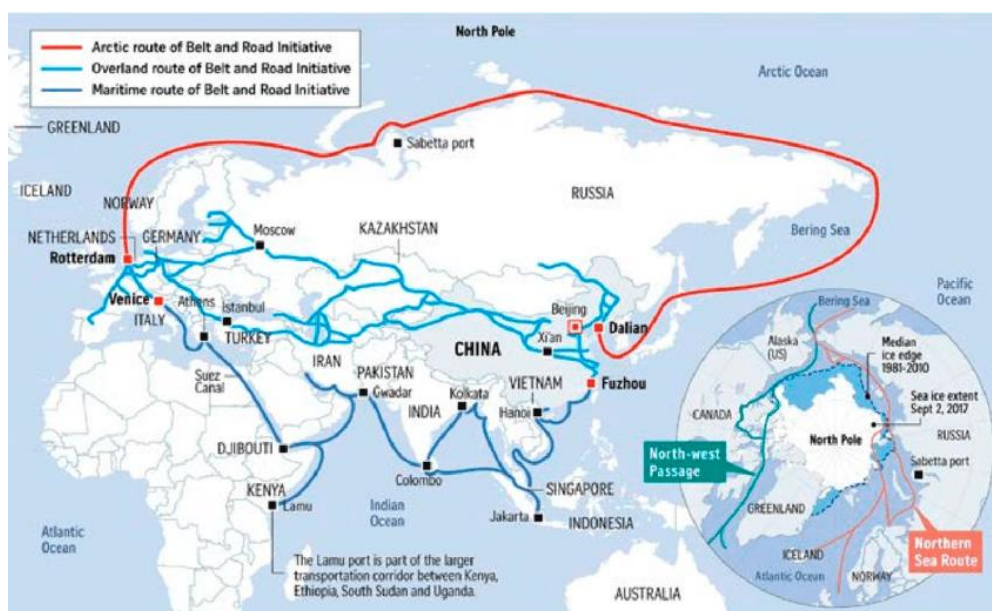 North Pole
Arctic route of Belt and Road Initiative
Overland route of Belt and Road Initiative
Maritime route of Belt and Road Initiative
Arctic Ocean
GREENLAND
Sabetta port
ICELAND
RUSSIA
NORWAY
KAZAKHSTAN
Moscow
NETHERLANDS
GERMANY
Bering Sea
Rotterdam
Pacific
Ocean
Venice
Athens
Istanbul
Beijing
Dalian
ITALY
TURKEY
Xi'an
IRAN
CHINA
PAKISTAN
Suez
Canal
Gwadar
Kolkata
VIETNAM
Fuzhou
INDIA
Hanoi
DJIBOUTI
KENYA
Lamu
Colombo
SINGAPORE
Indian
Ocean
Jakarta
INDONESIA
Atlantic
Ocean
The Lamu port is part of the larger
transportation corridor between Kenya,
Ethiopia, South Sudan and Uganda.
AUSTRALIA
Bering Sea
Alaska
(US)
Median
ice edge
1981-2010
CANADA
Sea ice extent
Sept 2, 2017
North Pole
RUSSIA
North-west
Passage
Sabetta port
GREENLAND
Northern
Sea Route
ICELAND
Atlantic Ocean
NORWAY